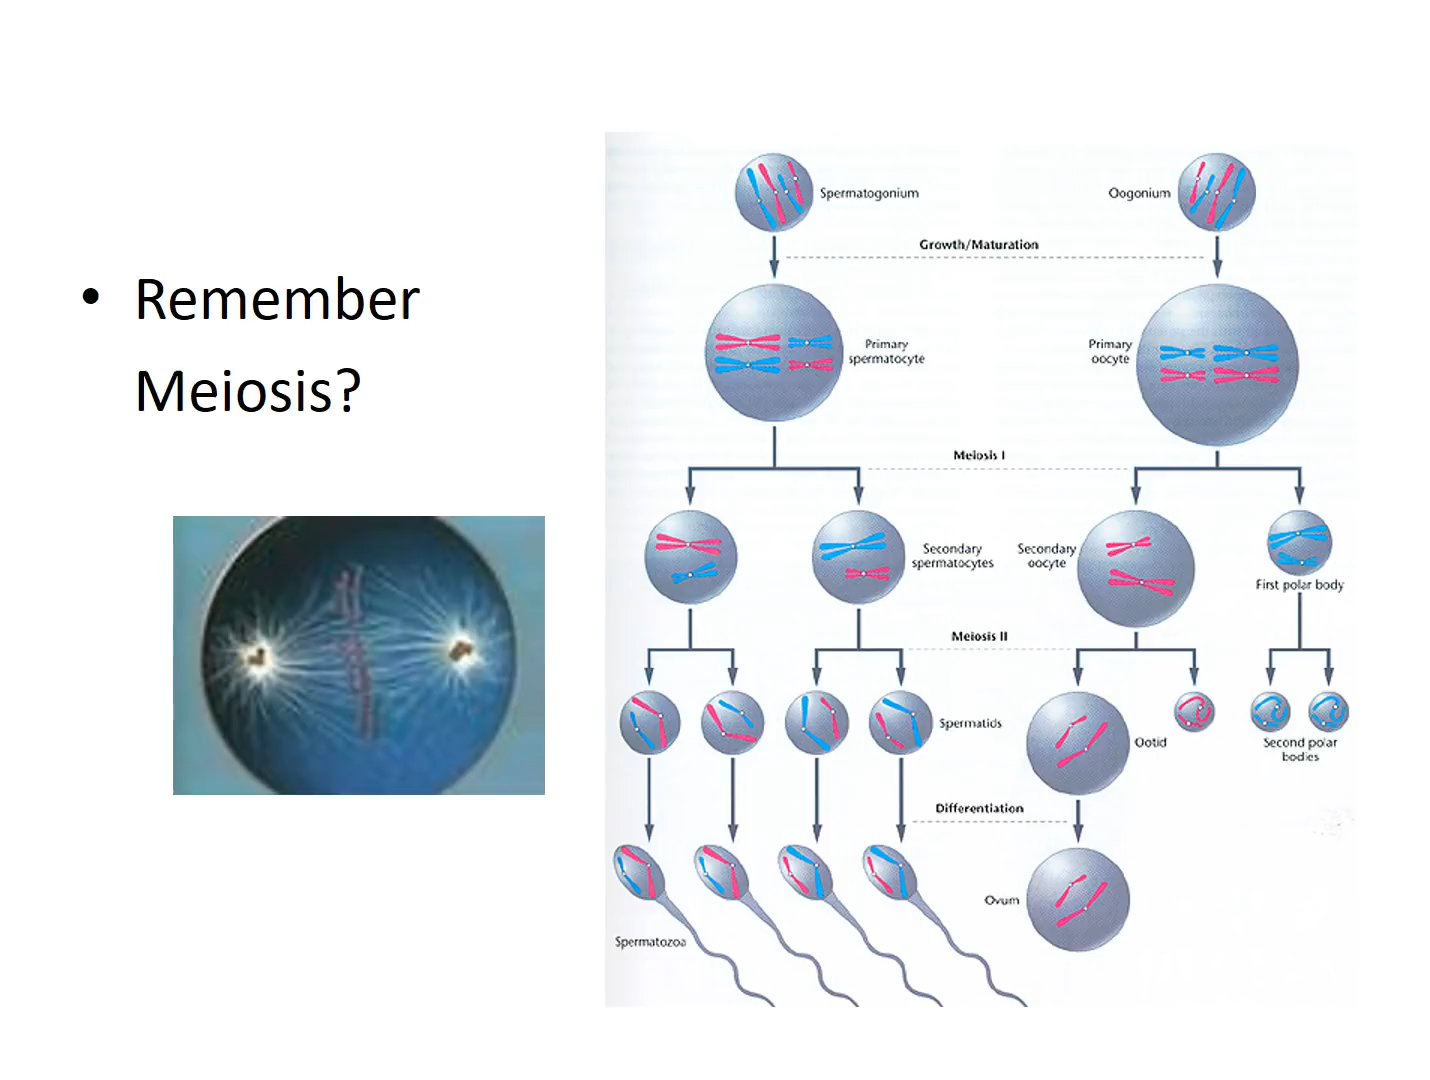 • Remember
Meiosis?
Spermatogonium
Oogonium
Growth/Maturation
Primary
spermatocyte
Primary
oocyte
Meiosis I
Secondary
spermatocytes
Secondary
oocyte
First polar body
Meiosis II
Spermatids
Ootid
Second polar
bodies
Differentiation
Ovum
Spermatozoa